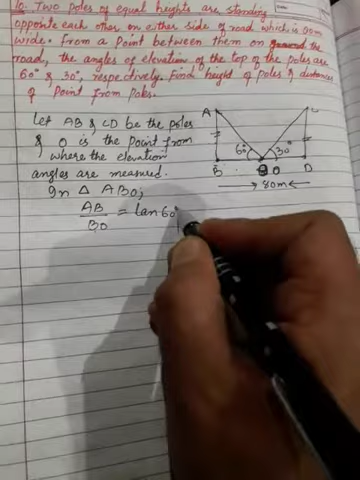 10. Two poles of equal heights are standing
opposite each other on either side of road which is 80m
wide. From a Point between them on the
road, the angles of elevation of the top of the poles are
60° & 30°, respectively. Find height of poles & distances
of Point from poles.
Let AB & CD be the poles
& O is the Point from
where the elevation
angles are measured.
In Δ ABO,
AB
BO
= tan 60°
A
C
60°
30°
B
O
D
80m